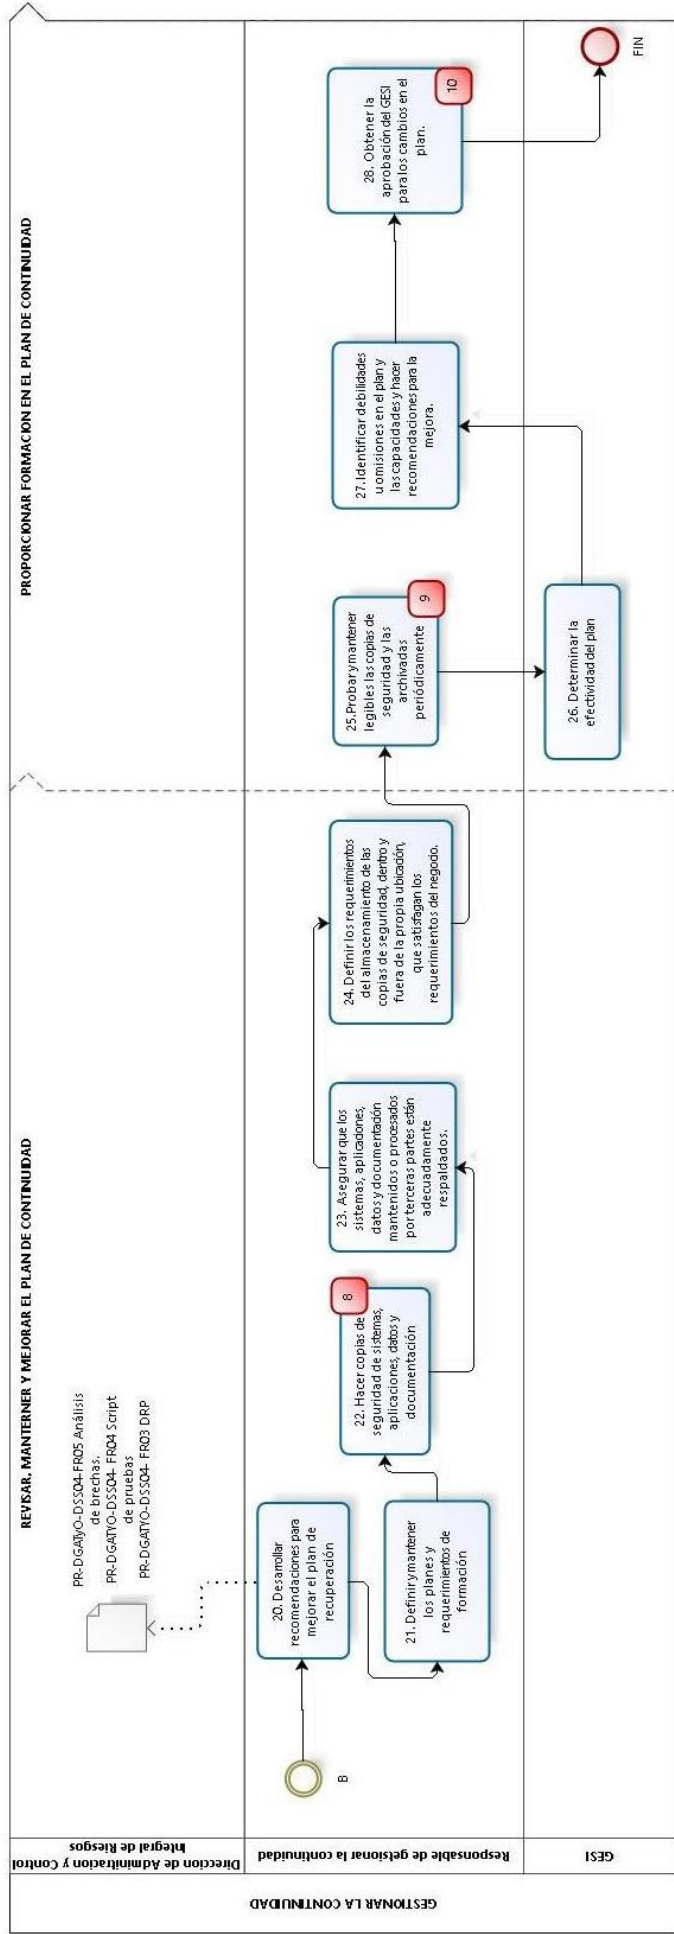 GESTIONAR LA CONTINUIDAD
Direccion de Adminitracion y Control
Integral de Riesgos
Responsable de getsionar la continuidad
GESI
REVISAR, MANTERNER Y MEJORAR EL PLAN DE CONTINUIDAD
PROPORCIONAR FORMACION EN EL PLAN DE CONTINUIDAD
PR-DGATyO-DSS04-FR05 Análisis
de brechas.
PR-DGATYO-DSS04- FR04 Script
de pruebas
PR-DGATYO-DSS04- FR03 DRP
B
20. Desarrollar
recomendaciones para
mejorar el plan de
recuperación
21. Definir y mantener
los planes y
requerimientos de
formación
8
22. Hacer copias de
seguridad de sistemas,
aplicaciones, datos y
documentación
23. Asegurar que los
sistemas, aplicaciones,
datos y documentación
mantenidos o procesados
por terceras partes están
adecuadamente
respaldados.
24. Definir los requerimientos
del almacenamiento de las
copias de seguridad, dentro y
fuera de la propia ubicación,
que satisfagan los
requerimientos del negocio.
9
25. Probar y mantener
legibles las copias de
seguridad y las
archivadas
periódicamente
26. Determinar la
efectividad del plan
27. Identificar debilidades
u omisiones en el plan y
las capacidades y hacer
recomendaciones para la
mejora.
10
28. Obtener la
aprobación del GESI
para los cambios en el
plan.
FIN